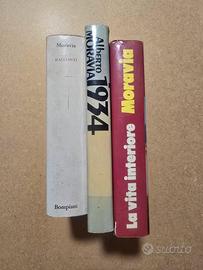 Moravia
RACCONTI
Bompiani
Alberto
MORAVIA
1934
La vita interiore Moravia
subito